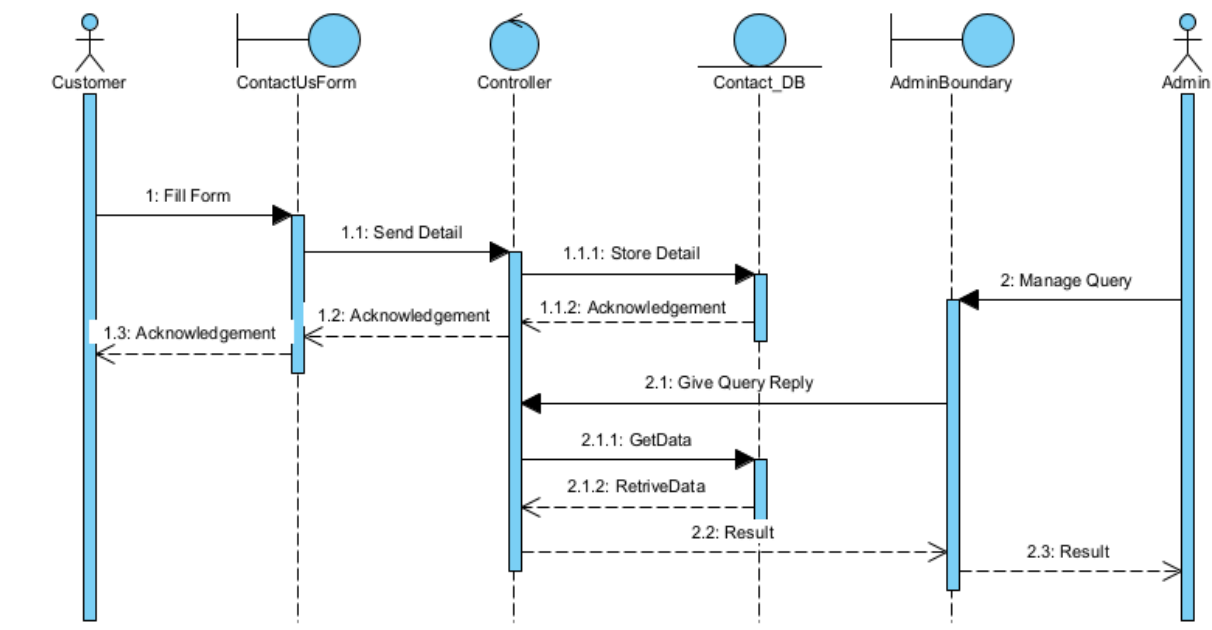 Customer
ContactUsForm
Controller
Contact_DB
AdminBoundary
Admin
1: Fill Form
1.1: Send Detail
1.1.1: Store Detail
2: Manage Query
1.1.2: Acknowledgement
1.2: Acknowledgement
1.3: Acknowledgement
2.1: Give Query Reply
2.1.1: GetData
2.1.2: RetriveData
2.2: Result
2.3: Result